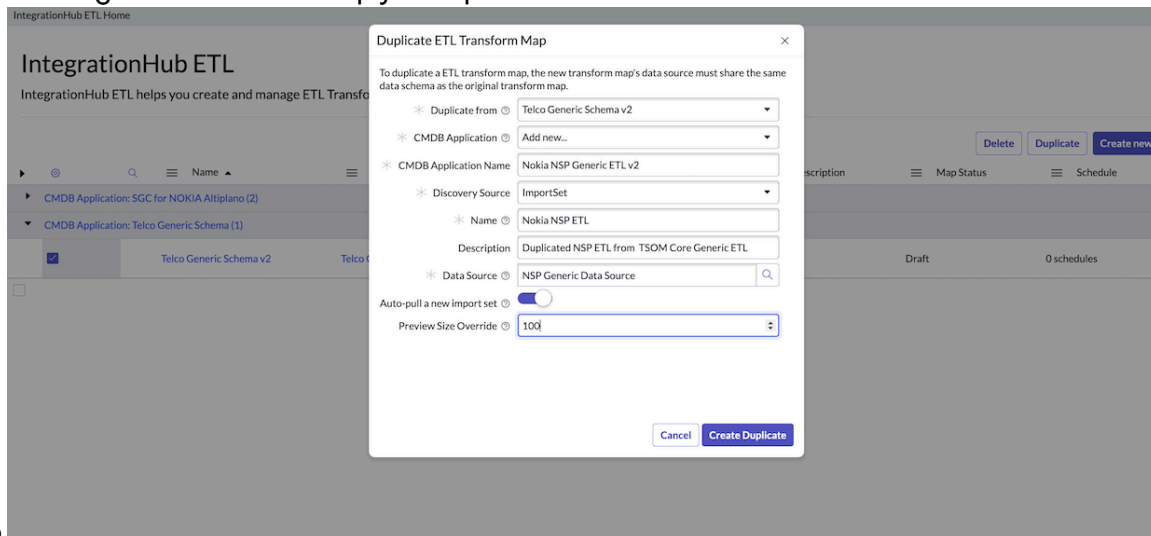 IntegrationHub ETL Home
IntegrationHub ETL
IntegrationHub ETL helps you create and manage ETL Transfo
Duplicate ETL Transform Map
To duplicate a ETL transform map, the new transform map's data source must share the same
data schema as the original transform map.
Duplicate from Telco Generic Schema v2
CMDB Application Add new...
CMDB Application Name Nokia NSP Generic ETL v2
Discovery Source ImportSet
Name Nokia NSP ETL
Description Duplicated NSP ETL from TSOM Core Generic ETL
Data Source NSP Generic Data Source
Auto-pull a new import set
Preview Size Override 100
Cancel Create Duplicate
Delete Duplicate Create new
Name scription Map Status Schedule
CMDB Application: SGC for NOKIA Altiplano (2)
CMDB Application: Telco Generic Schema (1)
Telco Generic Schema v2 Telco Draft 0 schedules